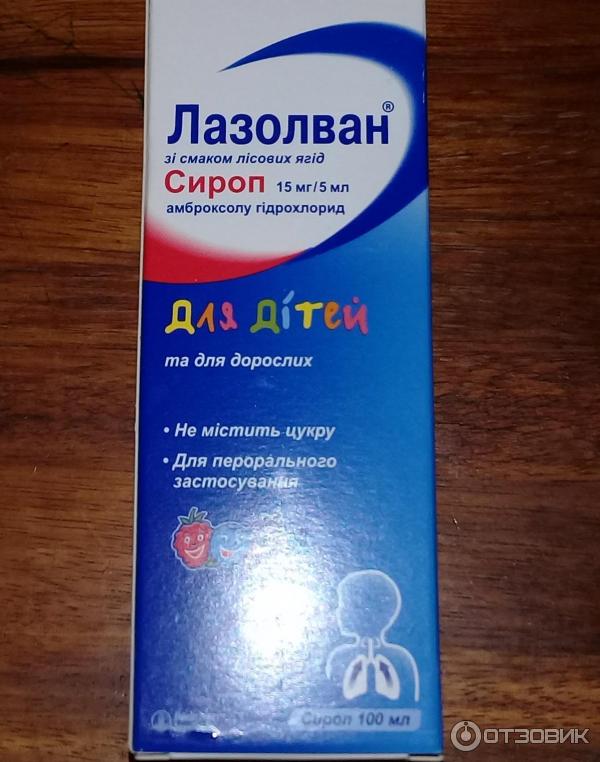 Лазолван®
зі смаком лісових ягід
Сироп 15 мг/5 мл
амброксолу гідрохлорид
для дітей
та для дорослих
• Не містить цукру
• Для перорального
застосування
Сироп 100 мл
ОТЗОВИК